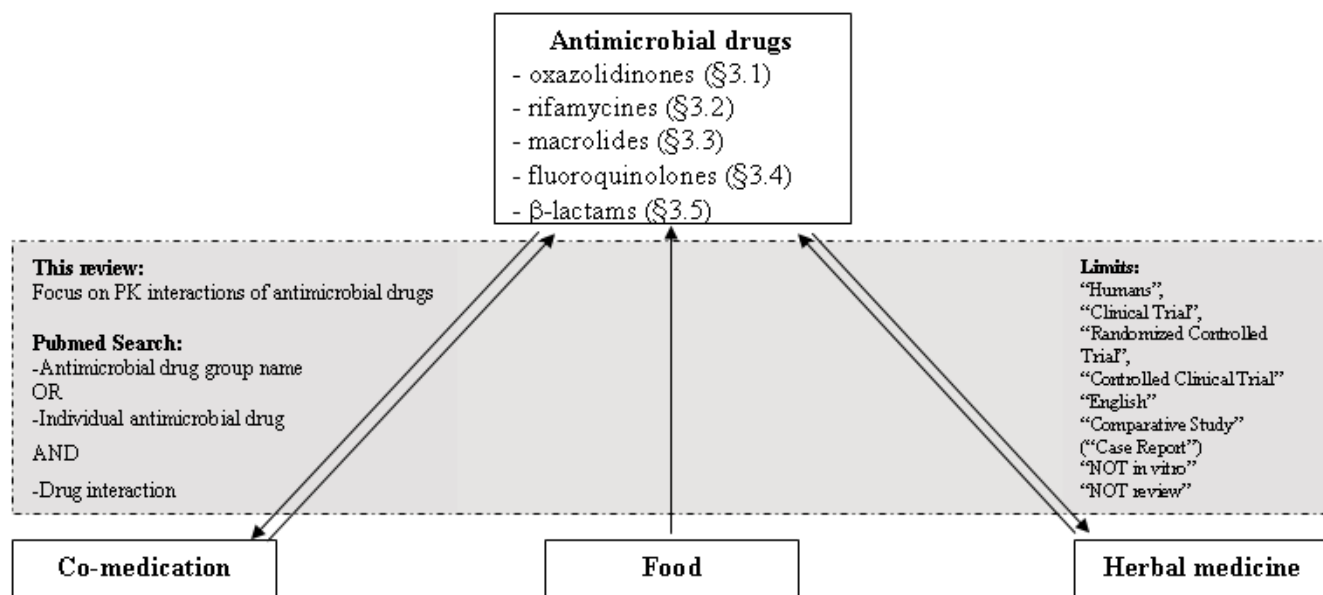 Antimicrobial drugs
- oxazolidinones (§3.1)
- rifamycines (§3.2)
- macrolides (§3.3)
- fluoroquinolones (§3.4)
- β-lactams (§3.5)
This review:
Focus on PK interactions of antimicrobial drugs
Pubmed Search:
-Antimicrobial drug group name
OR
-Individual antimicrobial drug
AND
-Drug interaction
Limits:
“Humans”,
“Clinical Trial”,
“Randomized Controlled
Trial”,
“Controlled Clinical Trial”
“English”
“Comparative Study”
(“Case Report”)
“NOT in vitro”
“NOT review”
Co-medication
Food
Herbal medicine